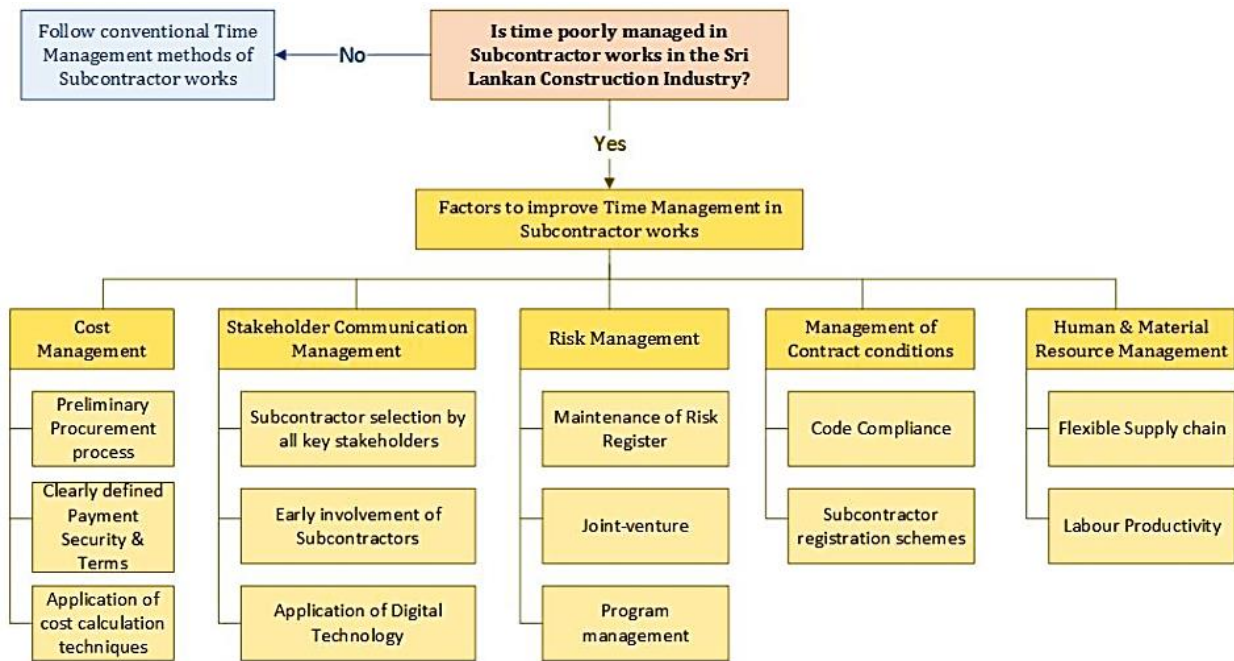 Follow conventional Time
Management methods of
Subcontractor works
No
Is time poorly managed in
Subcontractor works in the Sri
Lankan Construction Industry?
Yes
Factors to improve Time Management in
Subcontractor works
Cost
Management
Preliminary
Procurement
process
Clearly defined
Payment
Security &
Terms
Application of
cost calculation
techniques
Stakeholder Communication
Management
Subcontractor selection by
all key stakeholders
Early involvement of
Subcontractors
Application of Digital
Technology
Risk Management
Maintenance of Risk
Register
Joint-venture
Program
management
Management of
Contract conditions
Code Compliance
Subcontractor
registration schemes
Human & Material
Resource Management
Flexible Supply chain
Labour Productivity